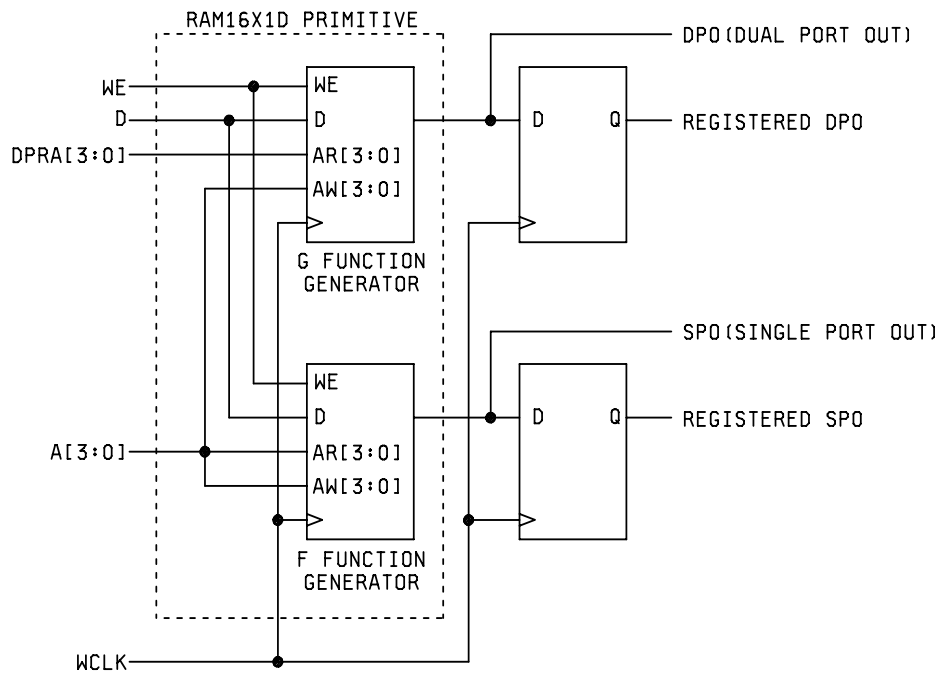 RAM16X1D PRIMITIVE
DPO(DUAL PORT OUT)
WE
WE
D
D
D
Q
REGISTERED DPO
DPRA[3:0]
AR[3:0]
AW[3:0]
G FUNCTION
GENERATOR
SPO(SINGLE PORT OUT)
WE
D
D
Q
REGISTERED SPO
A[3:0]
AR[3:0]
AW[3:0]
F FUNCTION
GENERATOR
WCLK